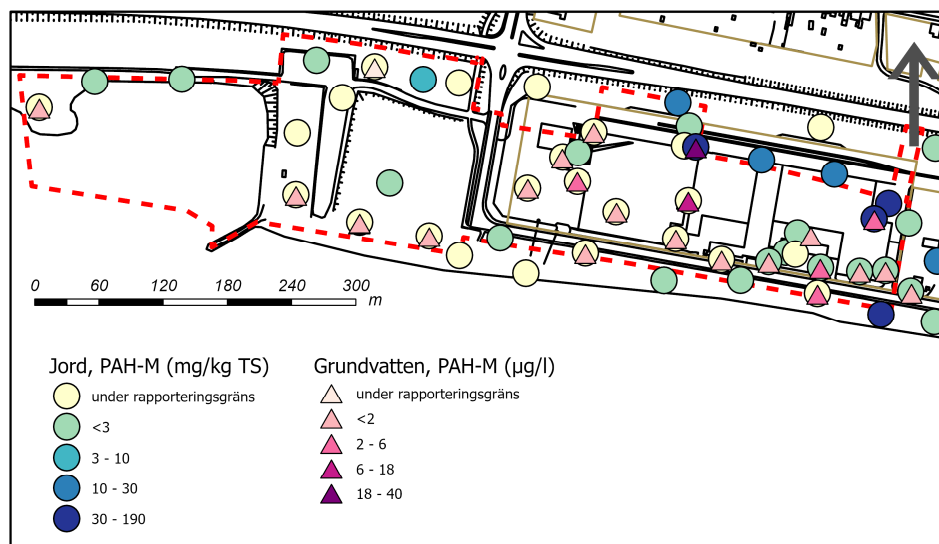 0 60 120 180 240 300 m
Jord, PAH-M (mg/kg TS)
under rapporteringsgräns
<3
3 - 10
10 - 30
30 - 190
Grundvatten, PAH-M (µg/l)
under rapporteringsgräns
<2
2 - 6
6 - 18
18 - 40